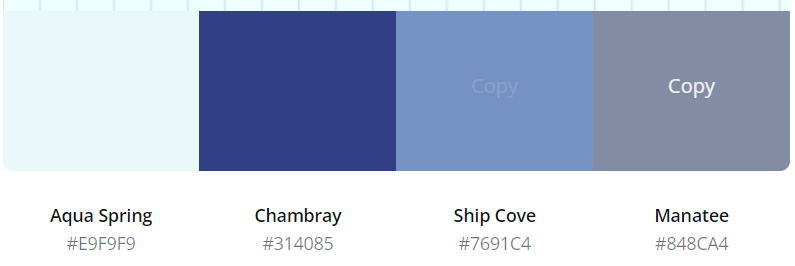 Copy
Copy
Aqua Spring
Chambray
Ship Cove
Manatee
#E9F9F9
#314085
#7691C4
#848CA4